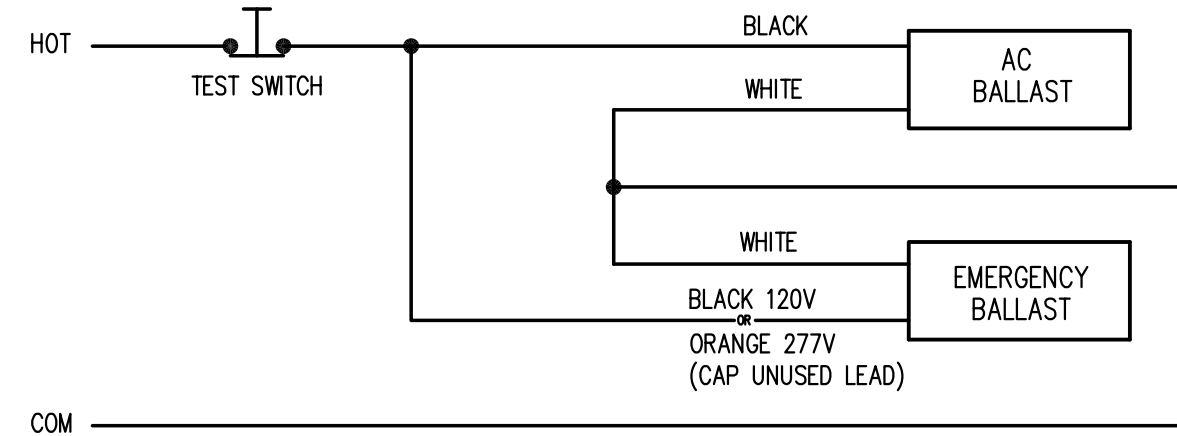 BLACK
HOT
AC
BALLAST
TEST SWITCH
WHITE
WHITE
EMERGENCY
BALLAST
BLACK 120V
OR
ORANGE 277V
(CAP UNUSED LEAD)
COM